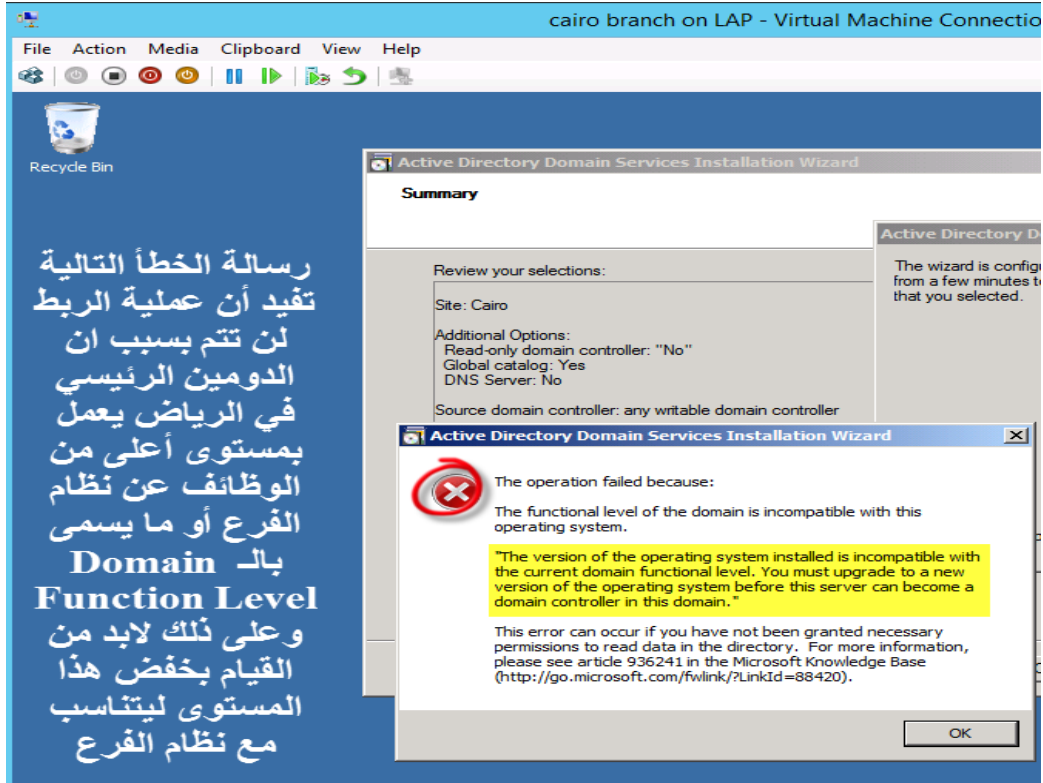 cairo branch on LAP - Virtual Machine Connectio
File Action Media Clipboard View Help
Recycle Bin
رسالة الخطأ التالية
تفيد أن عملية الربط
لن تتم بسبب ان
الدومين الرئيسي
في الرياض يعمل
بمستوى أعلى من
الوظائف عن نظام
الفرع أو ما يسمى
بالـ Domain
Function Level
وعلى ذلك لابد من
القيام بخفض هذا
المستوى ليتناسب
مع نظام الفرع
Active Directory Domain Services Installation Wizard
Summary
Review your selections:
Site: Cairo
Additional Options:
Read-only domain controller: "No"
Global catalog: Yes
DNS Server: No
Source domain controller: any writable domain controller
Active Directory D
The wizard is config
from a few minutes t
that you selected.
Active Directory Domain Services Installation Wizard
The operation failed because:
The functional level of the domain is incompatible with this
operating system.
"The version of the operating system installed is incompatible with
the current domain functional level. You must upgrade to a new
version of the operating system before this server can become a
domain controller in this domain."
This error can occur if you have not been granted necessary
permissions to read data in the directory. For more information,
please see article 936241 in the Microsoft Knowledge Base
(http://go.microsoft.com/fwlink/?LinkId=88420).
OK